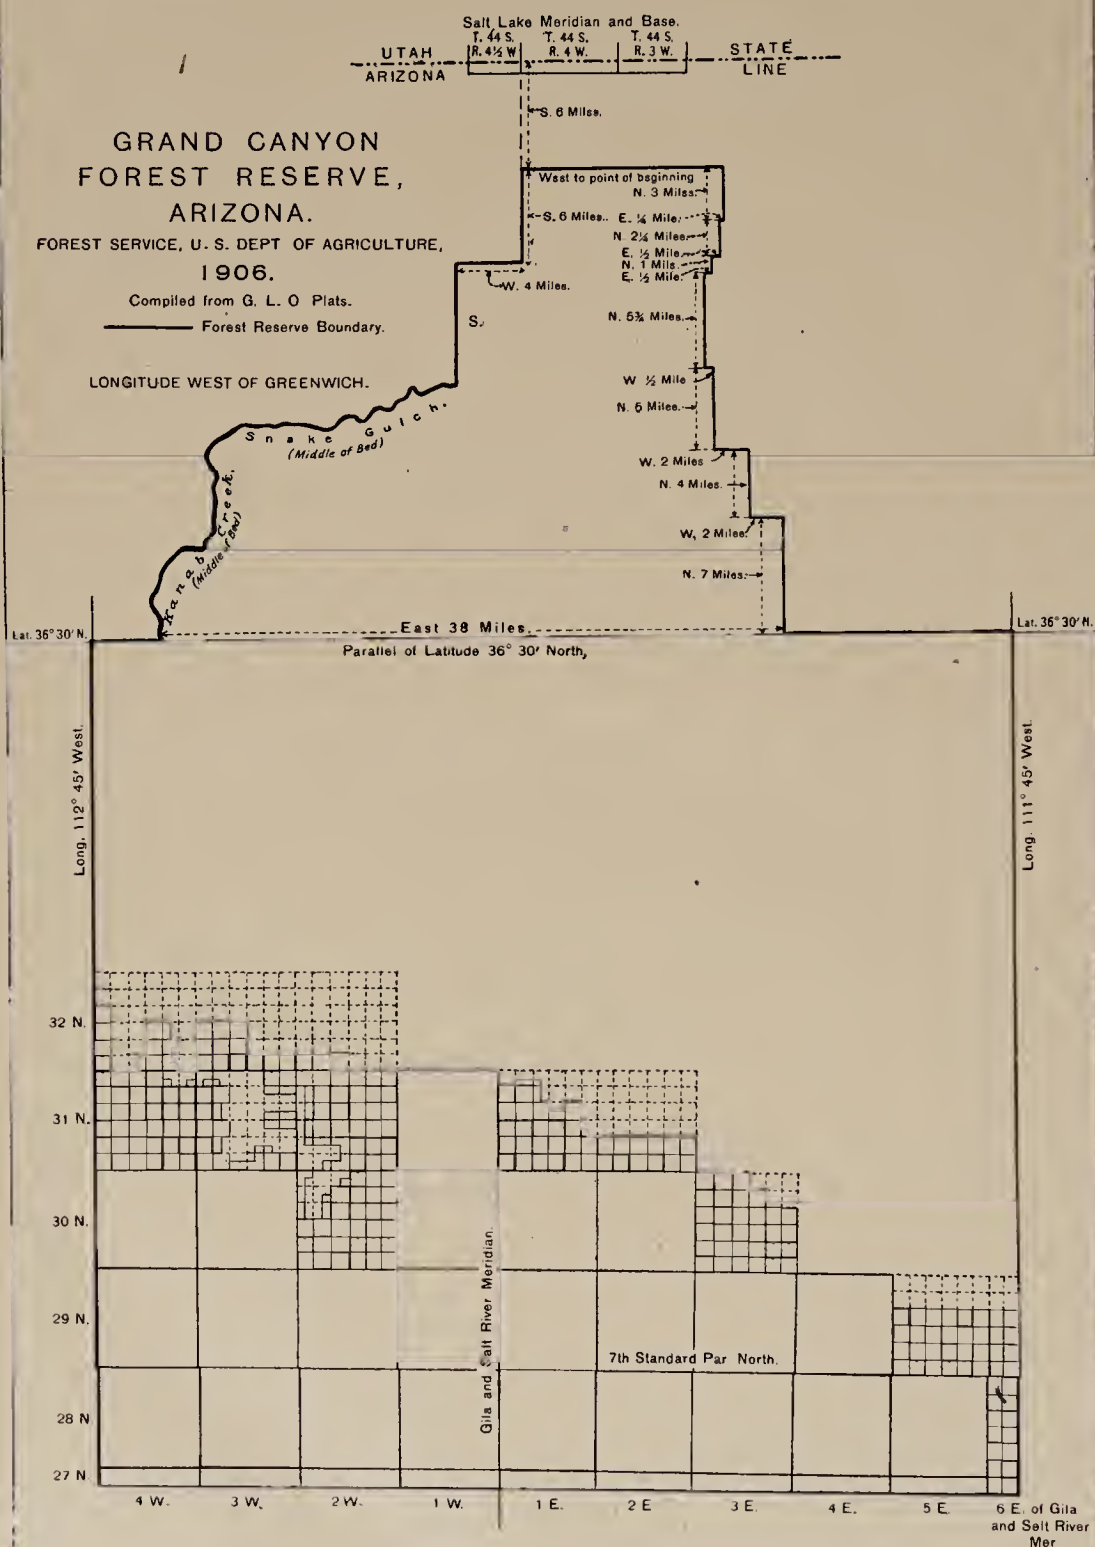 Salt Lake Meridian and Base.
T. 44 S. T. 44 S. T. 44 S.
R. 4½ W R. 4 W. R. 3 W.
UTAH STATE
ARIZONA LINE
S. 6 Miles.
GRAND CANYON
FOREST RESERVE,
ARIZONA.
FOREST SERVICE, U. S. DEPT OF AGRICULTURE,
1906.
Compiled from G. L. O Plats.
Forest Reserve Boundary.
LONGITUDE WEST OF GREENWICH.
West to point of beginning
N. 3 Miles.
S. 6 Miles.. E. ¼ Mile.
N. 2¼ Miles.
E. ½ Mile.
N. 1 Mile.
E. ½ Mile.
W. 4 Miles.
S.
N. 5¾ Miles.
W ½ Mile
N. 5 Miles.
Snake Gulch.
(Middle of Bed)
W. 2 Miles
N. 4 Miles.
W, 2 Miles.
Kanab Creek.
(Middle of Bed)
N. 7 Miles.
East 38 Miles.
Lat. 36° 30' N. Lat. 36° 30' N.
Parallel of Latitude 36° 30' North,
Long. 112° 45' West.
Long. 111° 45' West.
32 N.
31 N.
30 N.
29 N.
28 N
27 N
Gila and Salt River Meridian.
7th Standard Par North.
4 W. 3 W. 2 W. 1 W. 1 E. 2 E 3 E 4 E. 5 E. 6 E. of Gila
and Salt River
Mer